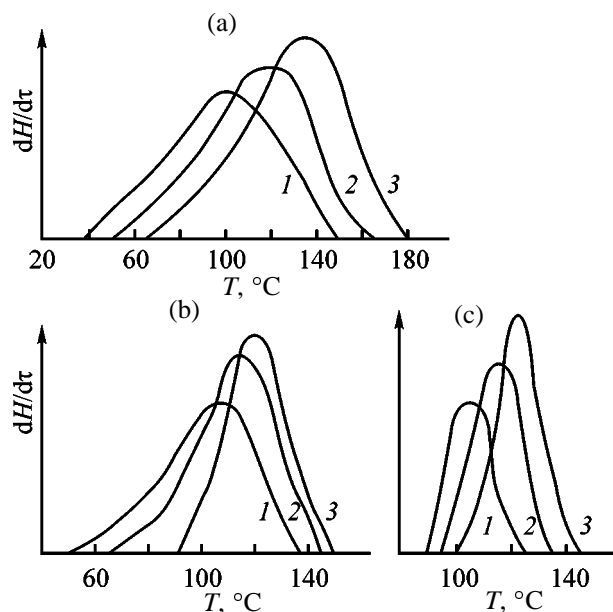 (a)
dH/dτ
1 2 3
20 60 100 140 180
T, °C
(b) (c)
dH/dτ
1 2 3 1 2 3
60 100 140 100 140
T, °C T, °C